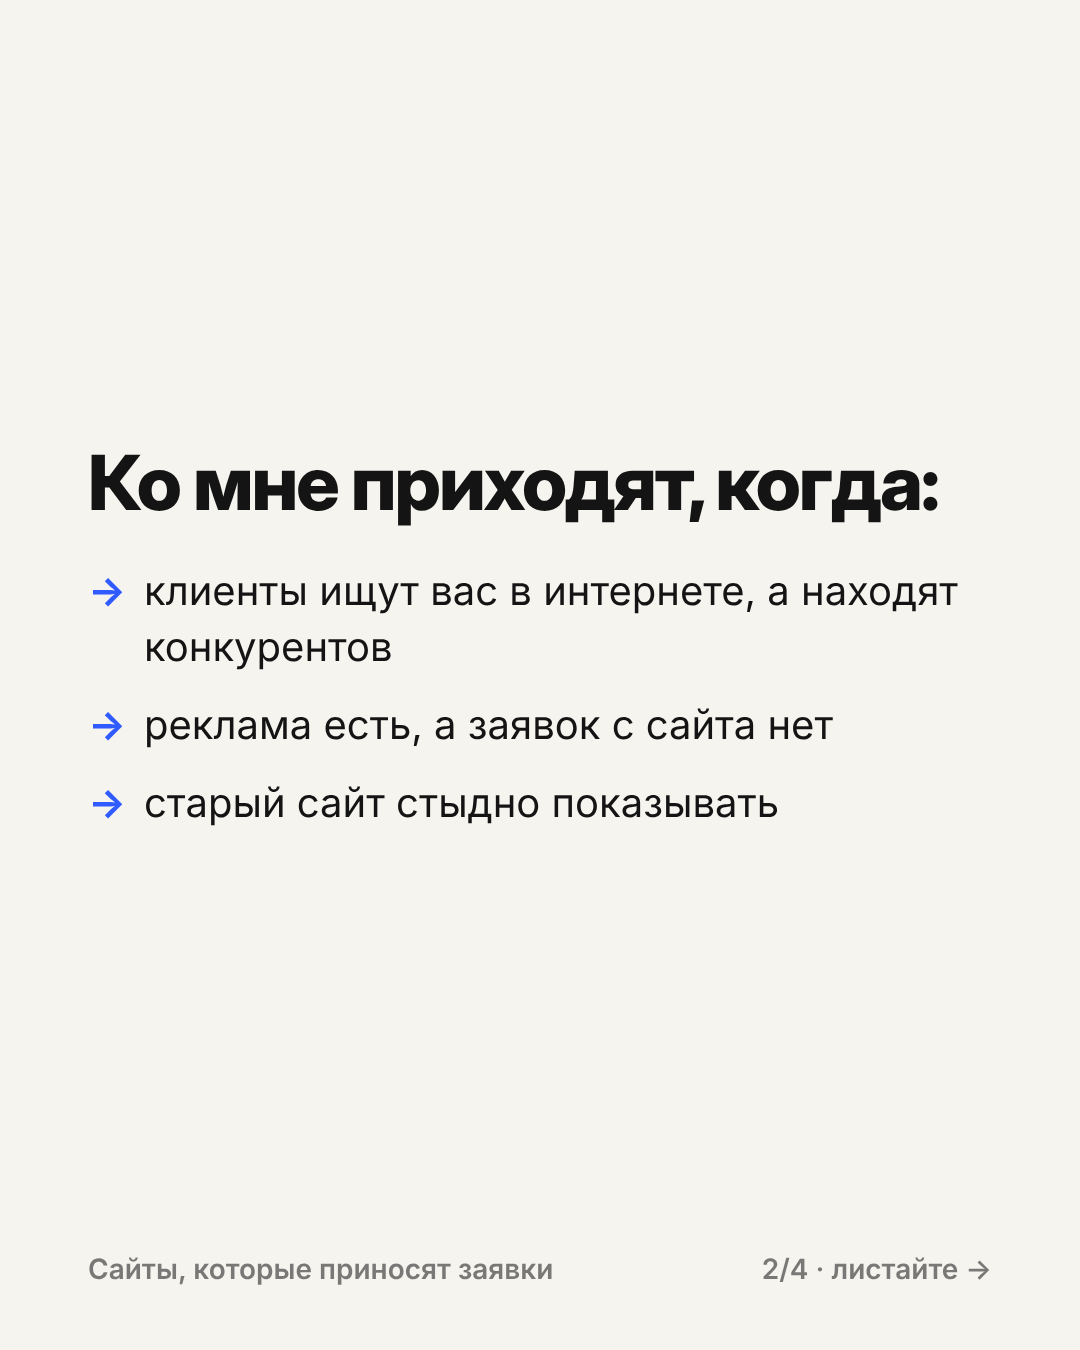 Ко мне приходят, когда:
→ клиенты ищут вас в интернете, а находят
конкурентов
→ реклама есть, а заявок с сайта нет
→ старый сайт стыдно показывать
Сайты, которые приносят заявки
2/4 · листайте →